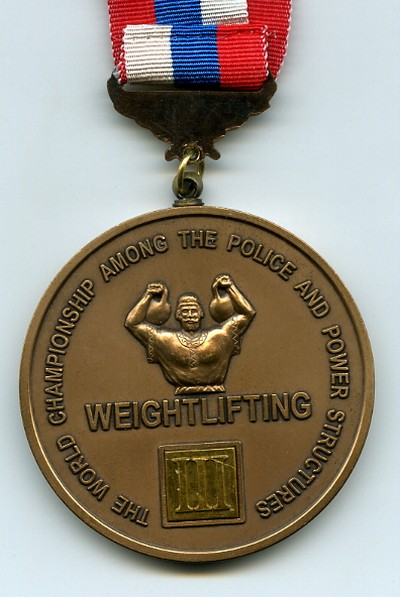 THE WORLD CHAMPIONSHIP AMONG THE POLICE AND POWER STRUCTURES
WEIGHTLIFTING
III